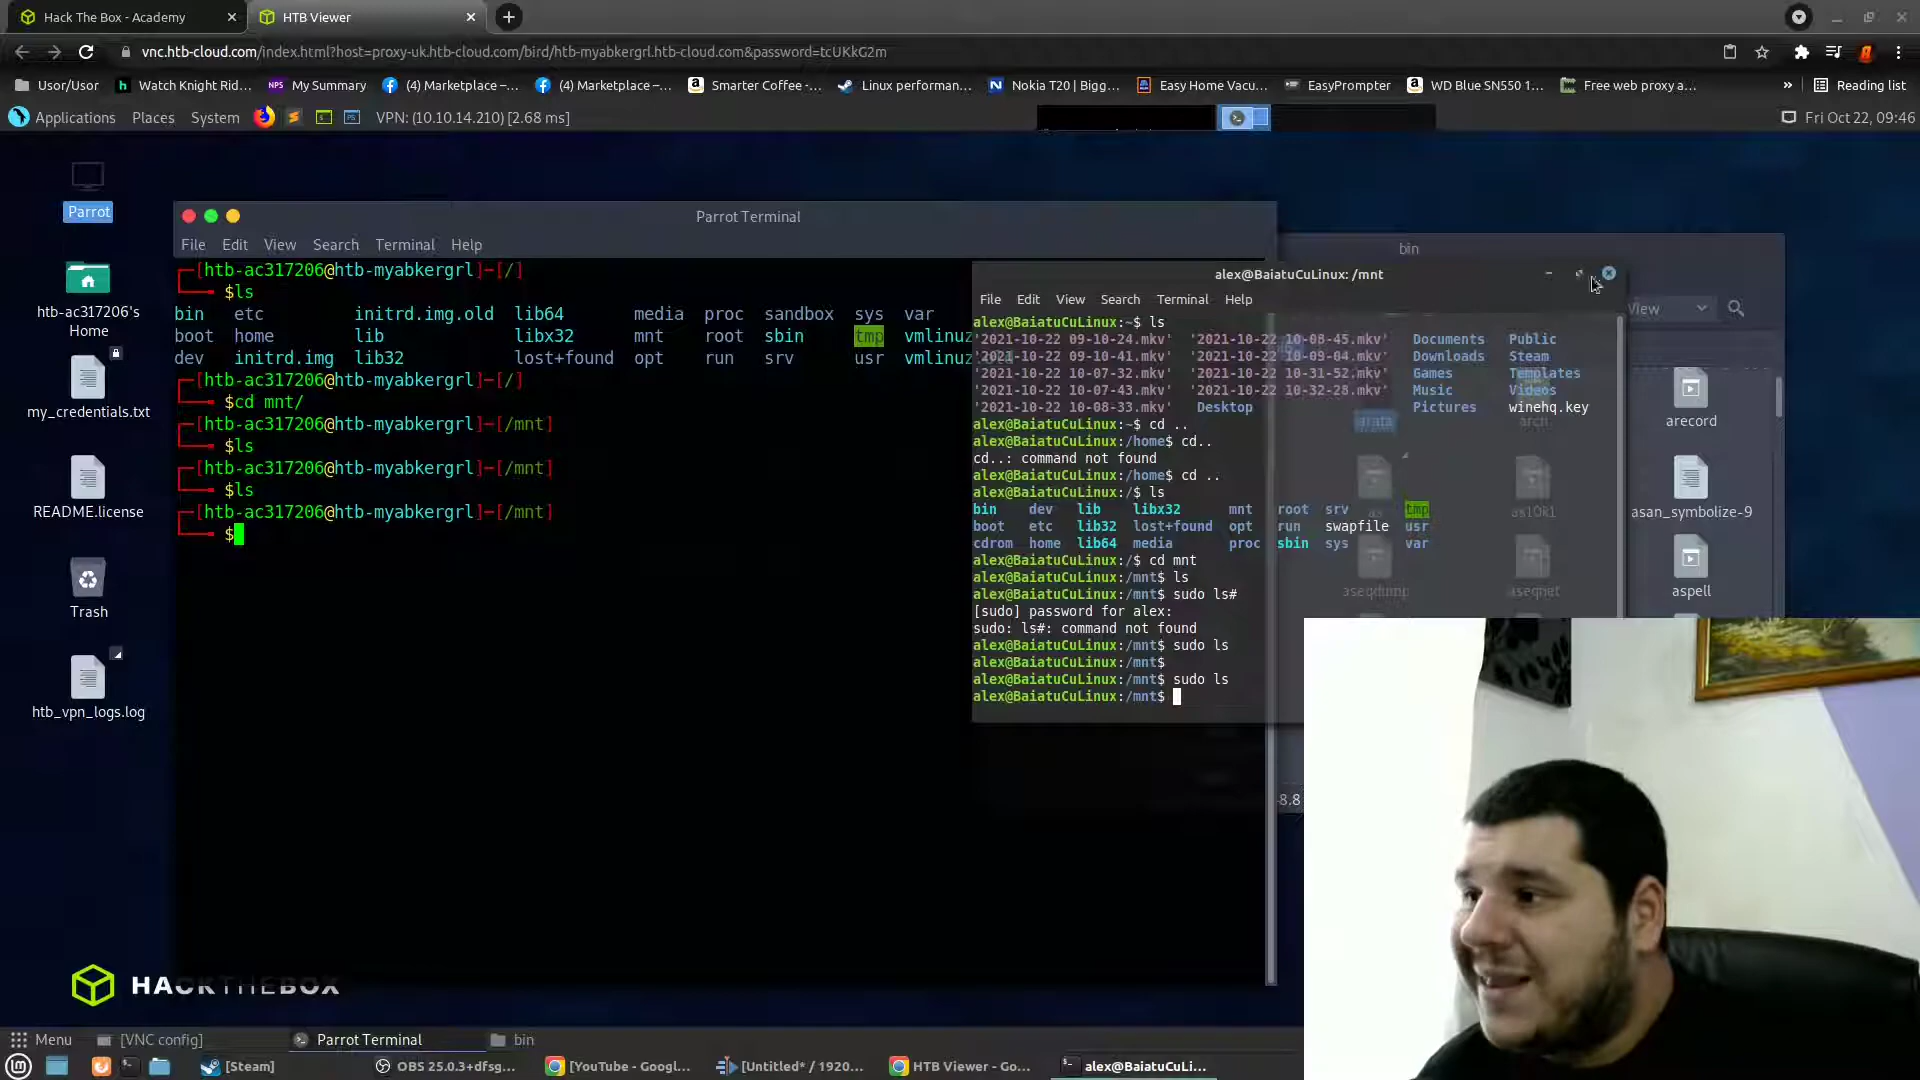 Hack The Box - Academy
HTB Viewer
vnc.htb-cloud.com/index.html?host=proxy-uk.htb-cloud.com/bird/htb-myabkergrl.htb-cloud.com&password=tcUKkG2m
Usor/Usor
Watch Knight Rid...
NPS My Summary
(4) Marketplace –...
(4) Marketplace –...
Smarter Coffee -...
Linux performan...
Nokia T20 | Bigg...
Easy Home Vacu...
EasyPrompter
WD Blue SN550 1...
Free web proxy a...
» Reading list
Applications Places System VPN: (10.10.14.210) [2.68 ms] Fri Oct 22, 09:46
Parrot
htb-ac317206's
Home
my_credentials.txt
README.license
Trash
htb_vpn_logs.log
HACKTHEBOX
Parrot Terminal
File Edit View Search Terminal Help
[htb-ac317206@htb-myabkergrl]-[/]
$ls
bin etc initrd.img.old lib64 media proc sandbox sys var
boot home lib libx32 mnt root sbin tmp vmlinuz
dev initrd.img lib32 lost+found opt run srv usr vmlinuz
[htb-ac317206@htb-myabkergrl]-[/]
$cd mnt/
[htb-ac317206@htb-myabkergrl]-[/mnt]
$ls
[htb-ac317206@htb-myabkergrl]-[/mnt]
$ls
[htb-ac317206@htb-myabkergrl]-[/mnt]
$
bin
View
alex@BaiatuCuLinux: /mnt
File Edit View Search Terminal Help
alex@BaiatuCuLinux:~$ ls
'2021-10-22 09-10-24.mkv' '2021-10-22 10-08-45.mkv' Documents Public
'2021-10-22 09-10-41.mkv' '2021-10-22 10-09-04.mkv' Downloads Steam
'2021-10-22 10-07-32.mkv' '2021-10-22 10-31-52.mkv' Games Templates
'2021-10-22 10-07-43.mkv' '2021-10-22 10-32-28.mkv' Music Videos
'2021-10-22 10-08-33.mkv' Desktop Pictures winehq.key
alex@BaiatuCuLinux:~$ cd ..
alex@BaiatuCuLinux:/home$ cd..
cd..: command not found
alex@BaiatuCuLinux:/home$ cd ..
alex@BaiatuCuLinux:/$ ls
bin dev lib libx32 mnt root srv tmp
boot etc lib32 lost+found opt run swapfile usr
cdrom home lib64 media proc sbin sys var
alex@BaiatuCuLinux:/$ cd mnt
alex@BaiatuCuLinux:/mnt$ ls
alex@BaiatuCuLinux:/mnt$ sudo ls#
[sudo] password for alex:
sudo: ls#: command not found
alex@BaiatuCuLinux:/mnt$ sudo ls
alex@BaiatuCuLinux:/mnt$
alex@BaiatuCuLinux:/mnt$ sudo ls
alex@BaiatuCuLinux:/mnt$
arecord
arch
as
as10k1
asan_symbolize-9
aseqdump
aseqnet
aspell
8.8
Menu [VNC config] Parrot Terminal bin
[Steam]
OBS 25.0.3+dfsg...
[YouTube - Googl...
[Untitled* / 1920...
HTB Viewer - Go...
alex@BaiatuCuLi...